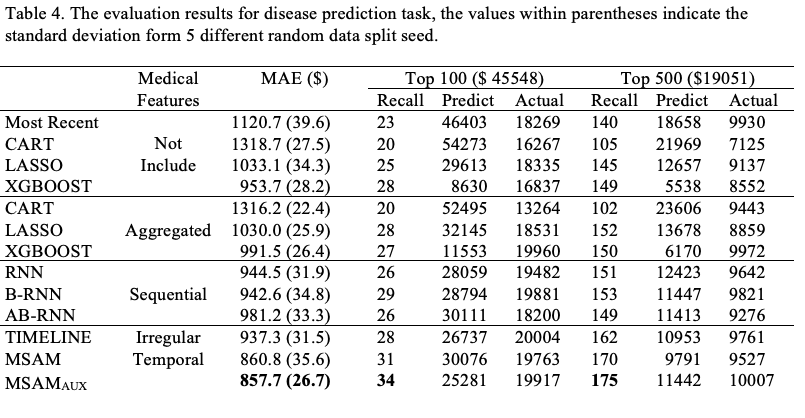 Table 4. The evaluation results for disease prediction task, the values within parentheses indicate the
standard deviation form 5 different random data split seed.
Medical MAE ($) Top 100 ($ 45548) Top 500 ($19051)
Features Recall Predict Actual Recall Predict Actual
Most Recent 1120.7 (39.6) 23 46403 18269 140 18658 9930
CART Not 1318.7 (27.5) 20 54273 16267 105 21969 7125
LASSO Include 1033.1 (34.3) 25 29613 18335 145 12657 9137
XGBOOST 953.7 (28.2) 28 8630 16837 149 5538 8552
CART 1316.2 (22.4) 20 52495 13264 102 23606 9443
LASSO Aggregated 1030.0 (25.9) 28 32145 18531 152 13678 8859
XGBOOST 991.5 (26.4) 27 11553 19960 150 6170 9972
RNN 944.5 (31.9) 26 28059 19482 151 12423 9642
B-RNN Sequential 942.6 (34.8) 29 28794 19881 153 11447 9821
AB-RNN 981.2 (33.3) 26 30111 18200 149 11413 9276
TIMELINE Irregular 937.3 (31.5) 28 26737 20004 162 10953 9761
MSAM Temporal 860.8 (35.6) 31 30076 19763 170 9791 9527
MSAMAUX 857.7 (26.7) 34 25281 19917 175 11442 10007